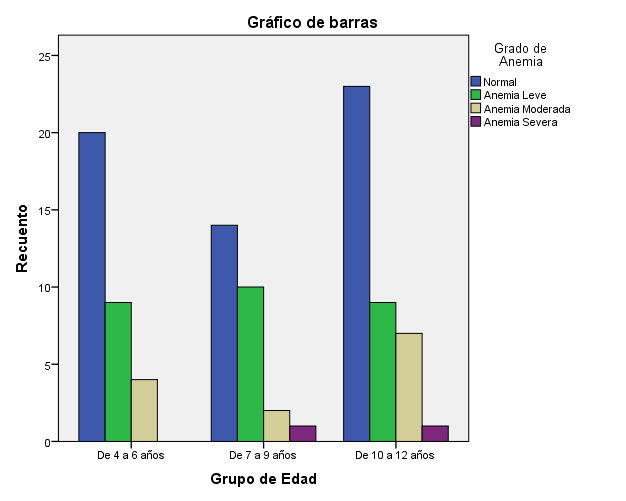 Gráfico de barras
Grado de
Anemia
Normal
Anemia Leve
Anemia Moderada
Anemia Severa
Recuento
25
20
15
10
5
0
De 4 a 6 años
De 7 a 9 años
De 10 a 12 años
Grupo de Edad